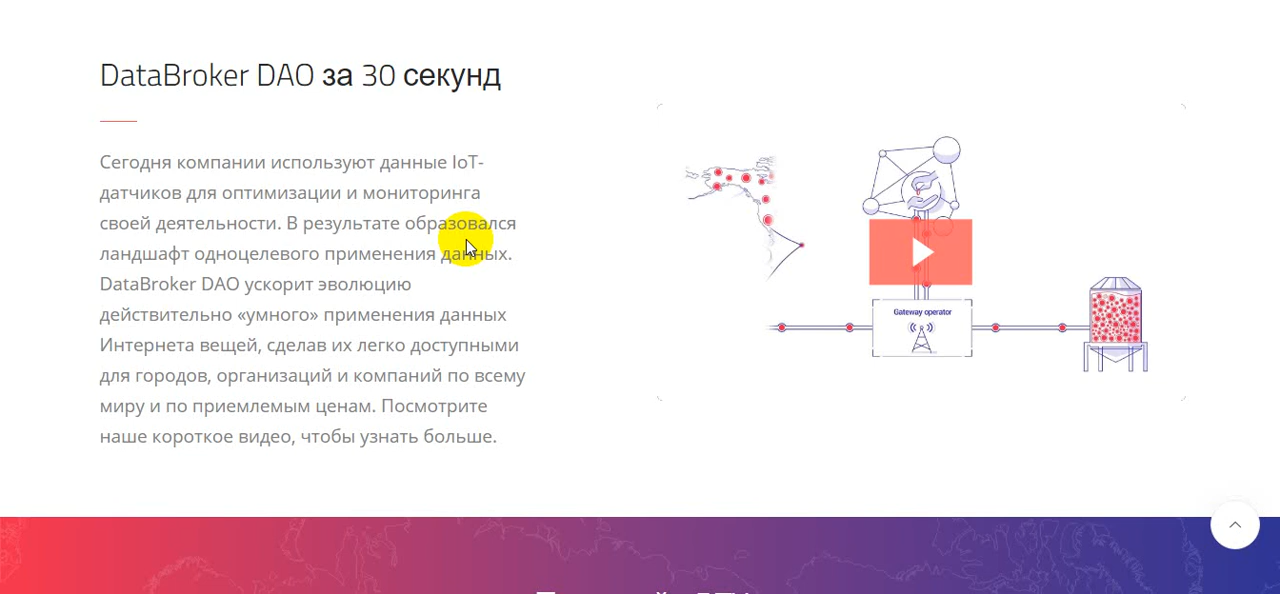 DataBroker DAO за 30 секунд
Сегодня компании используют данные IoT-
датчиков для оптимизации и мониторинга
своей деятельности. В результате образовался
ландшафт одноцелевого применения данных.
DataBroker DAO ускорит эволюцию
действительно «умного» применения данных
Интернета вещей, сделав их легко доступными
для городов, организаций и компаний по всему
миру и по приемлемым ценам. Посмотрите
наше короткое видео, чтобы узнать больше.
Gateway operator